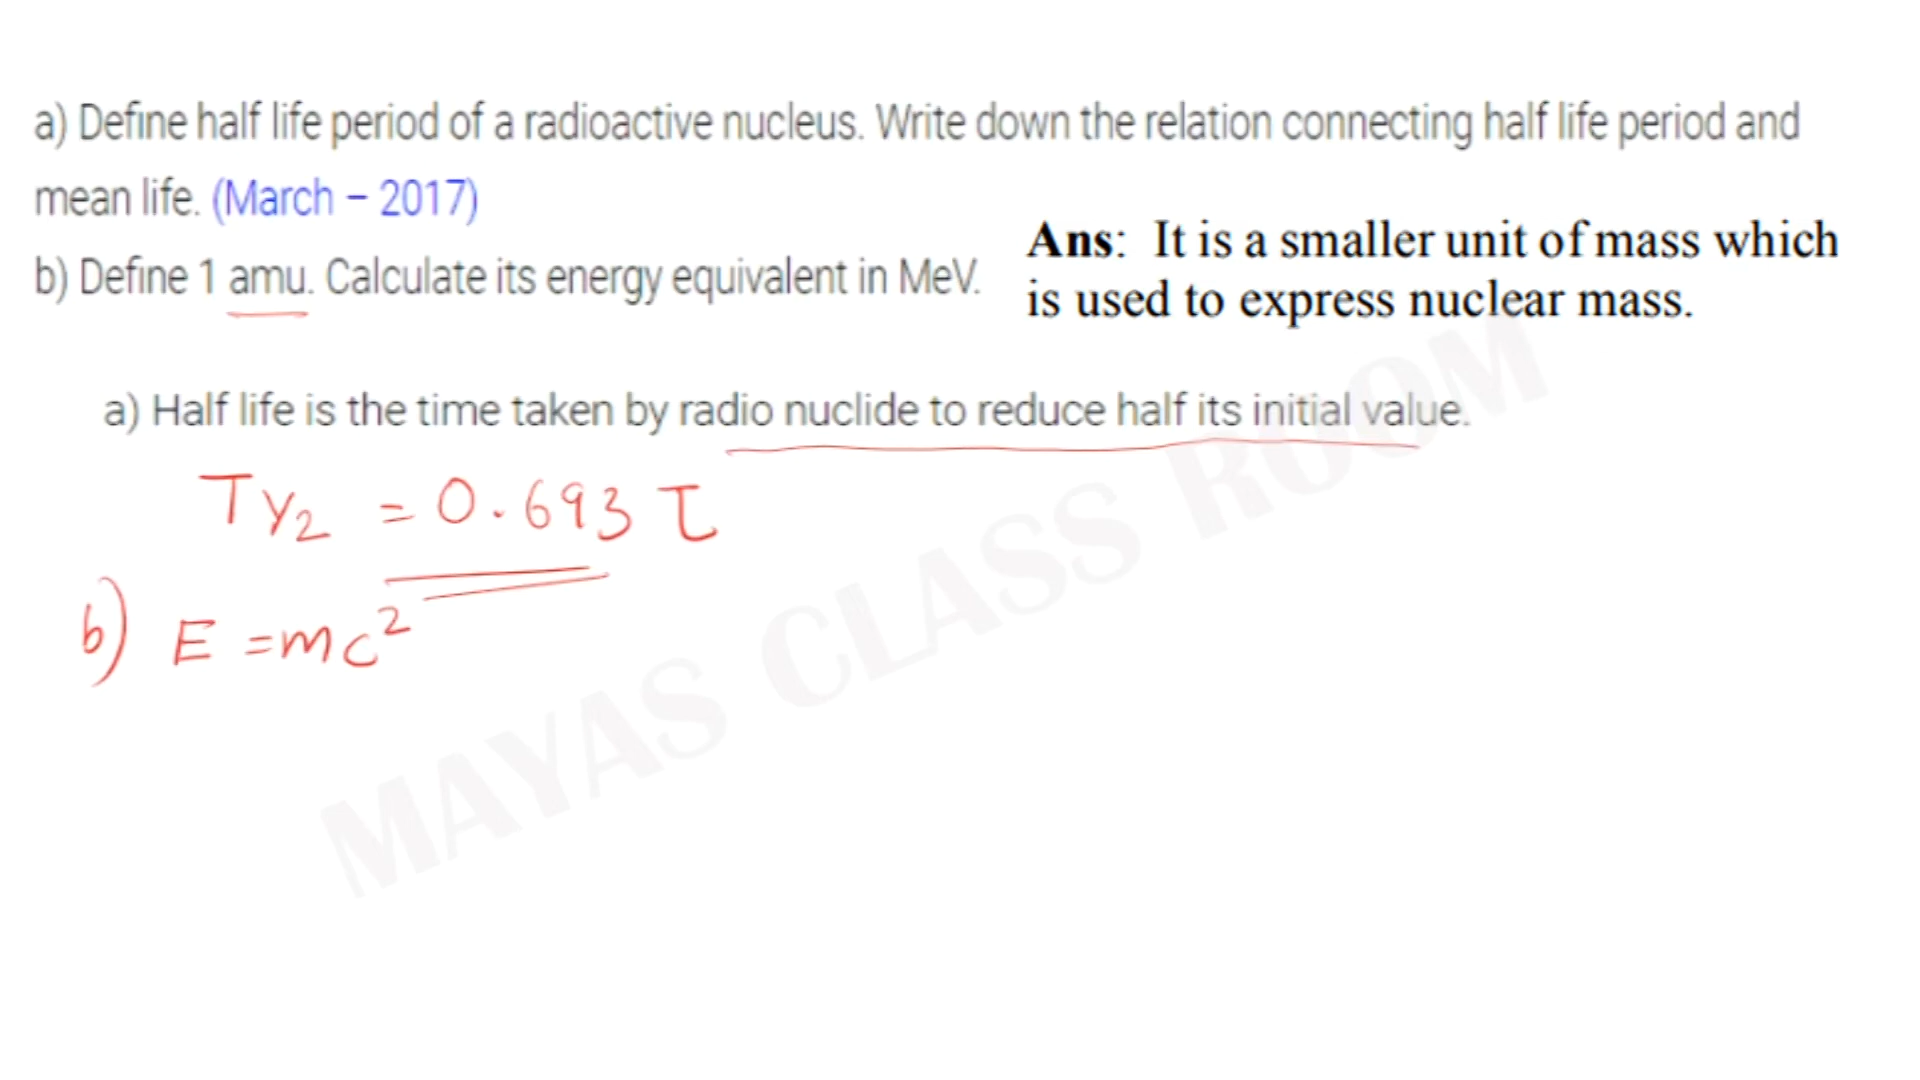 a) Define half life period of a radioactive nucleus. Write down the relation connecting half life period and
mean life. (March – 2017)
b) Define 1 amu. Calculate its energy equivalent in MeV.
Ans: It is a smaller unit of mass which
is used to express nuclear mass.
a) Half life is the time taken by radio nuclide to reduce half its initial value.
T½ = 0.693 τ
b) E = mc²
MAYAS CLASS ROOM